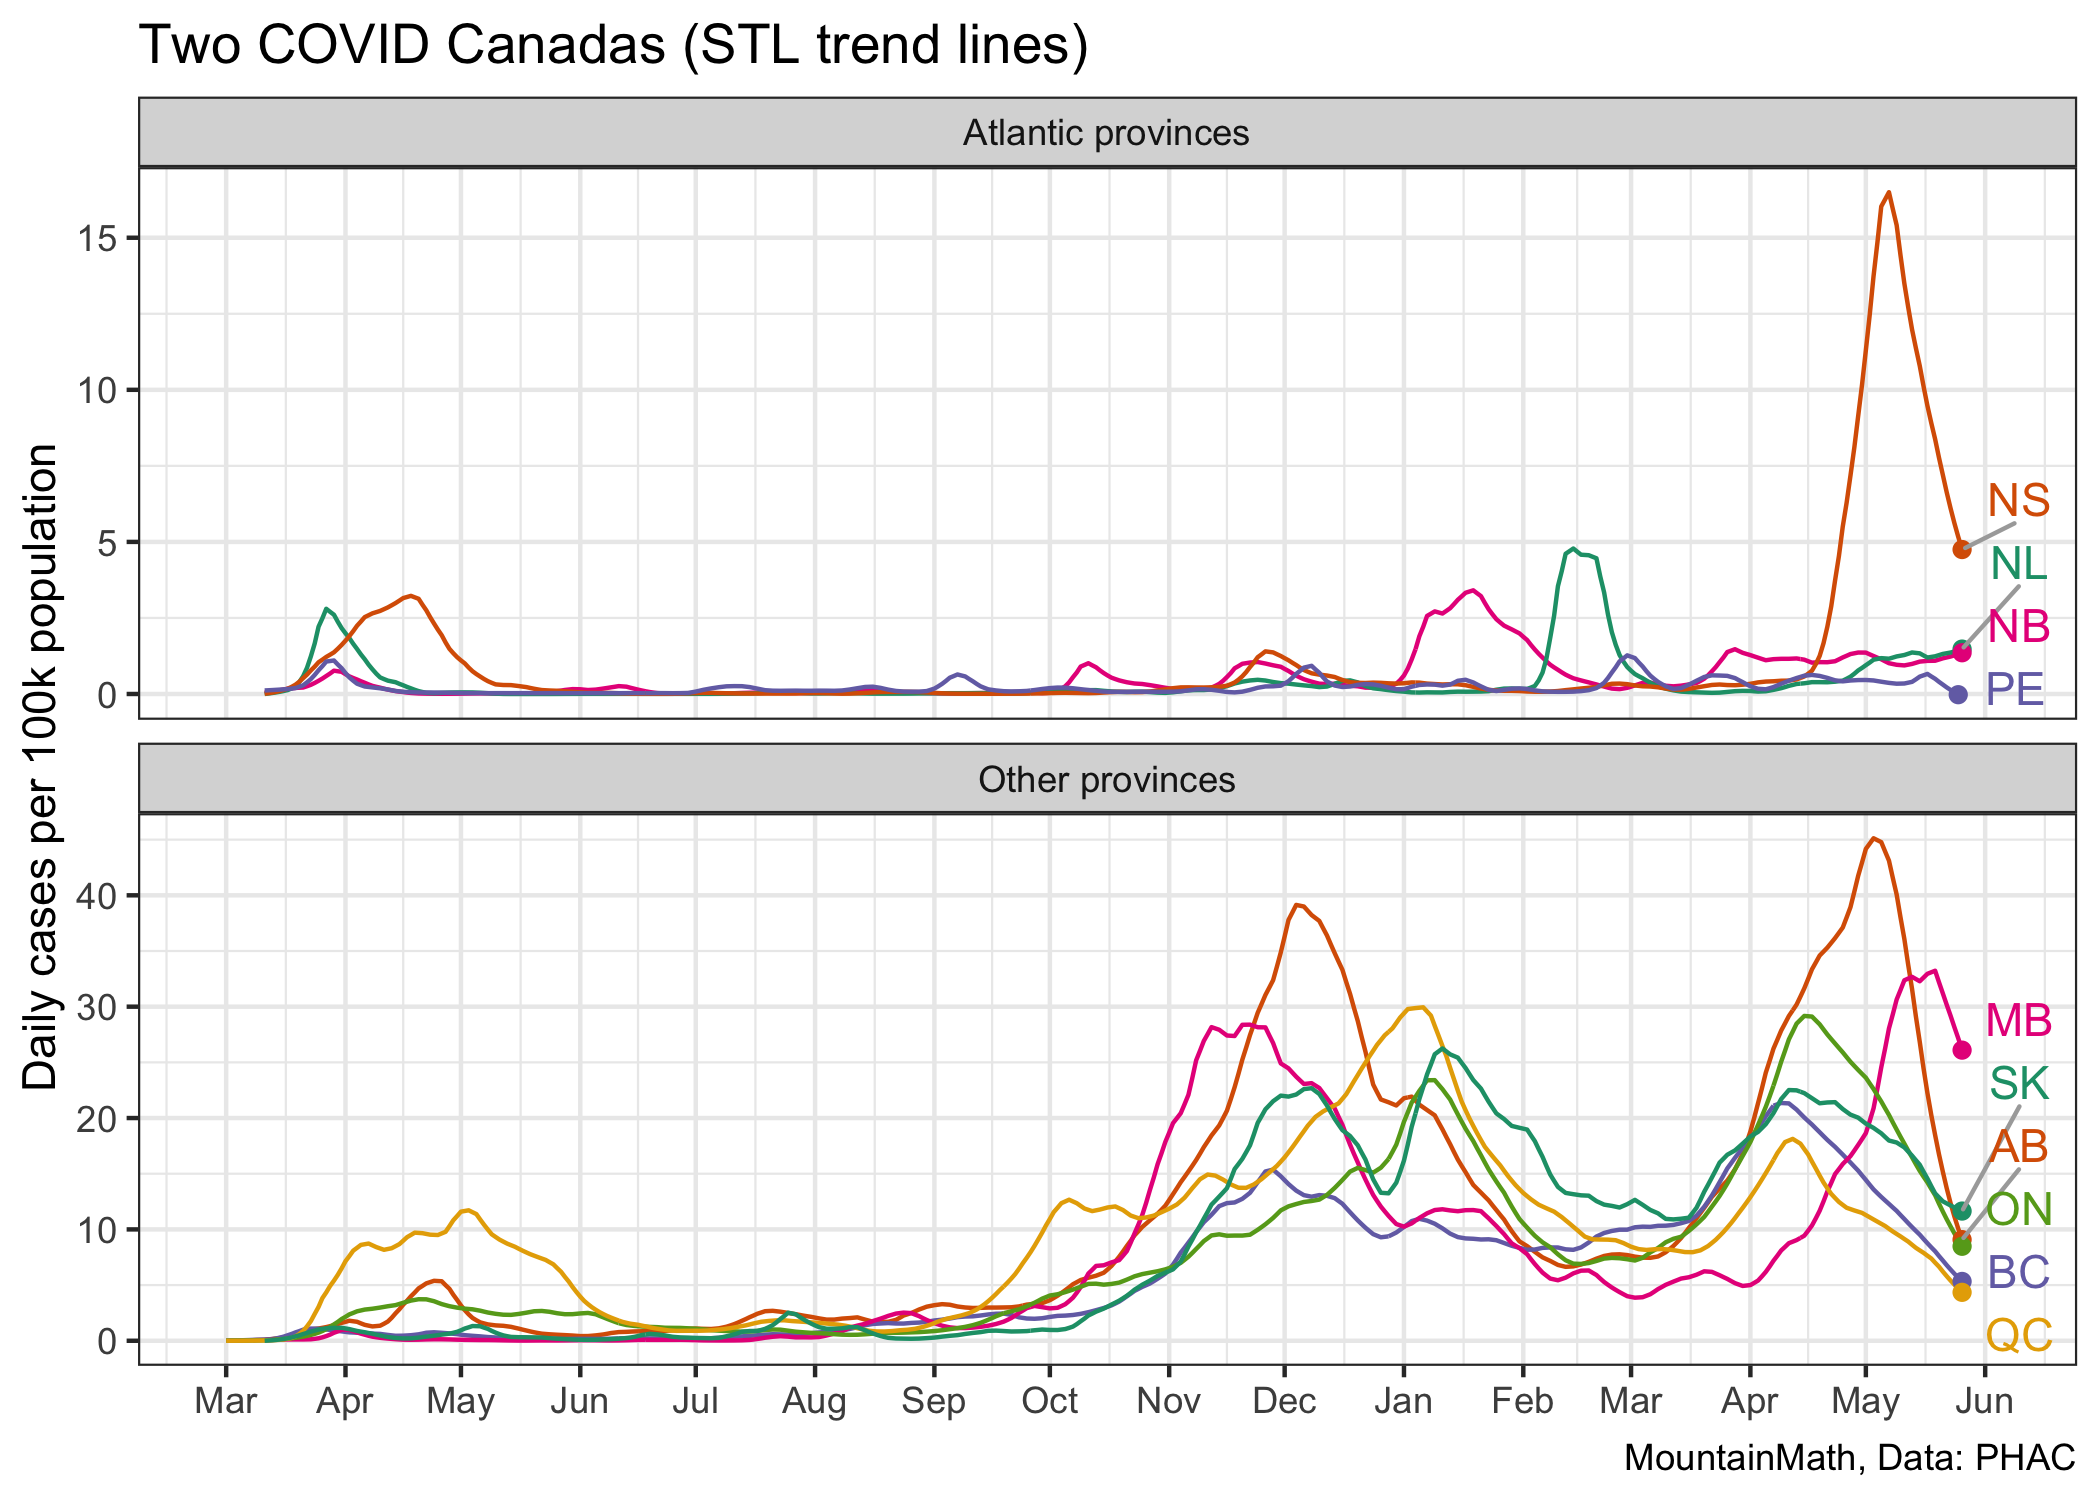 Two COVID Canadas (STL trend lines)
Atlantic provinces
15
10
5
0
NS
NL
NB
PE
Daily cases per 100k population
Other provinces
40
30
20
10
0
MB
SK
AB
ON
BC
QC
Mar Apr May Jun Jul Aug Sep Oct Nov Dec Jan Feb Mar Apr May Jun
MountainMath, Data: PHAC